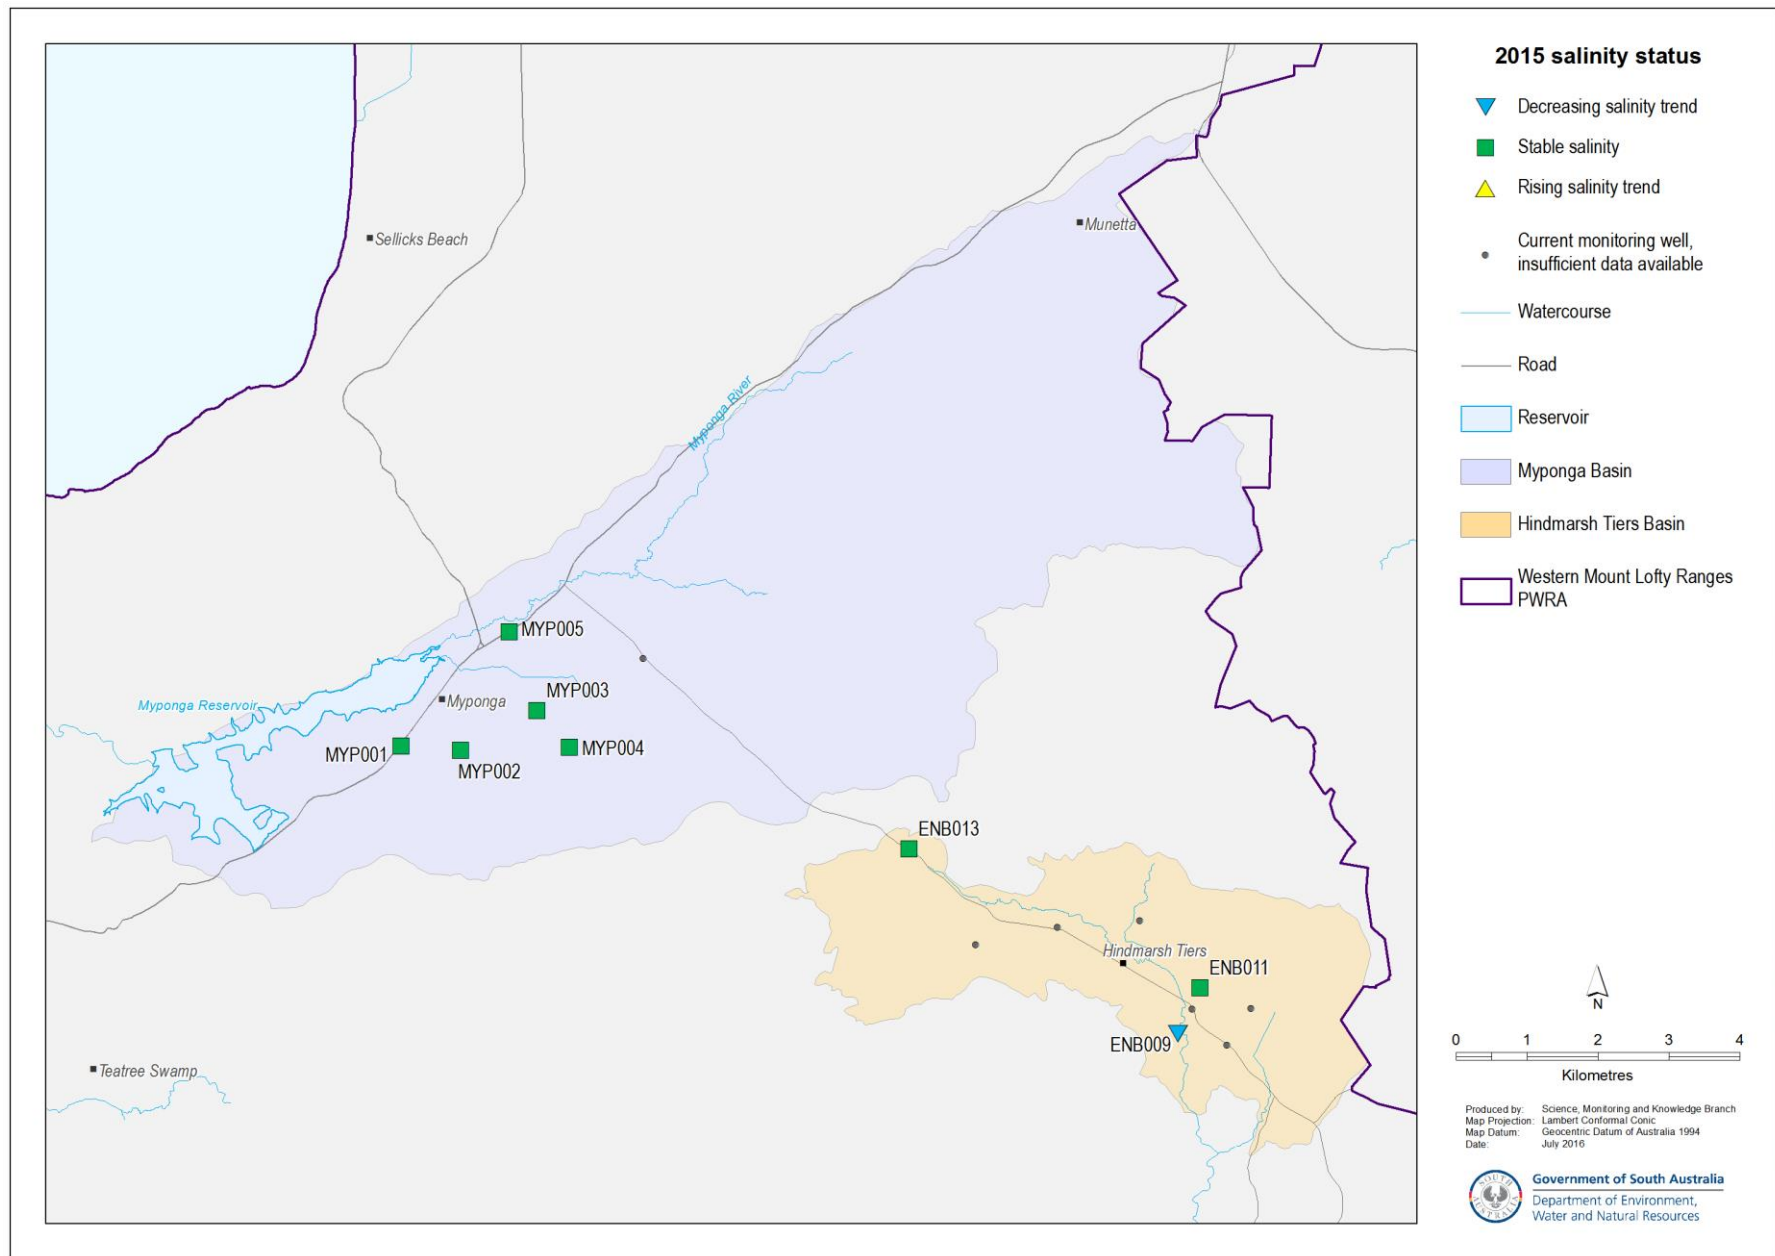 2015 salinity status
Decreasing salinity trend
Stable salinity
Rising salinity trend
Current monitoring well,
insufficient data available
Watercourse
Road
Reservoir
Myponga Basin
Hindmarsh Tiers Basin
Western Mount Lofty Ranges
PWRA
Sellicks Beach
Munetta
Myponga River
MYP005
MYP003
Myponga Reservoir
Myponga
MYP001
MYP002
MYP004
ENB013
Hindmarsh Tiers
ENB011
ENB009
Teatree Swamp
N
0 1 2 3 4
Kilometres
Produced by: Science, Monitoring and Knowledge Branch
Map Projection: Lambert Conformal Conic
Map Datum: Geocentric Datum of Australia 1994
Date: July 2016
SOUTH AUSTRALIA
Government of South Australia
Department of Environment,
Water and Natural Resources